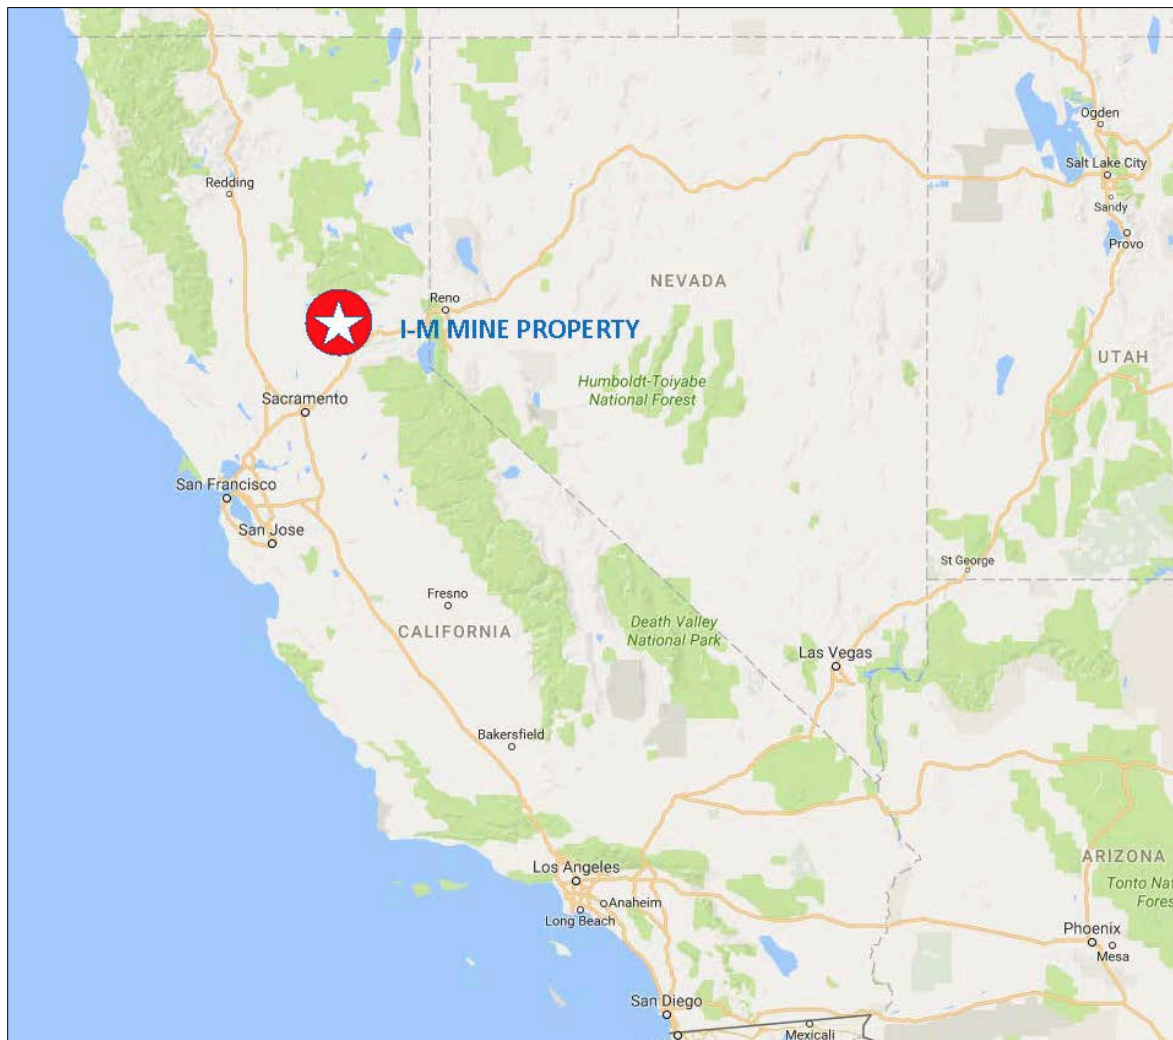 Ogden
Salt Lake City
Redding
Sandy
Provo
NEVADA
Reno
I-M MINE PROPERTY
UTAH
Humboldt-Toiyabe
National Forest
Sacramento
San Francisco
San Jose
St George
Fresno
Death Valley
National Park
CALIFORNIA
Las Vegas
Bakersfield
ARIZONA
Los Angeles
Tonto Nat
Fores
Anaheim
Long Beach
Phoenix
Mesa
San Diego
Mexicali